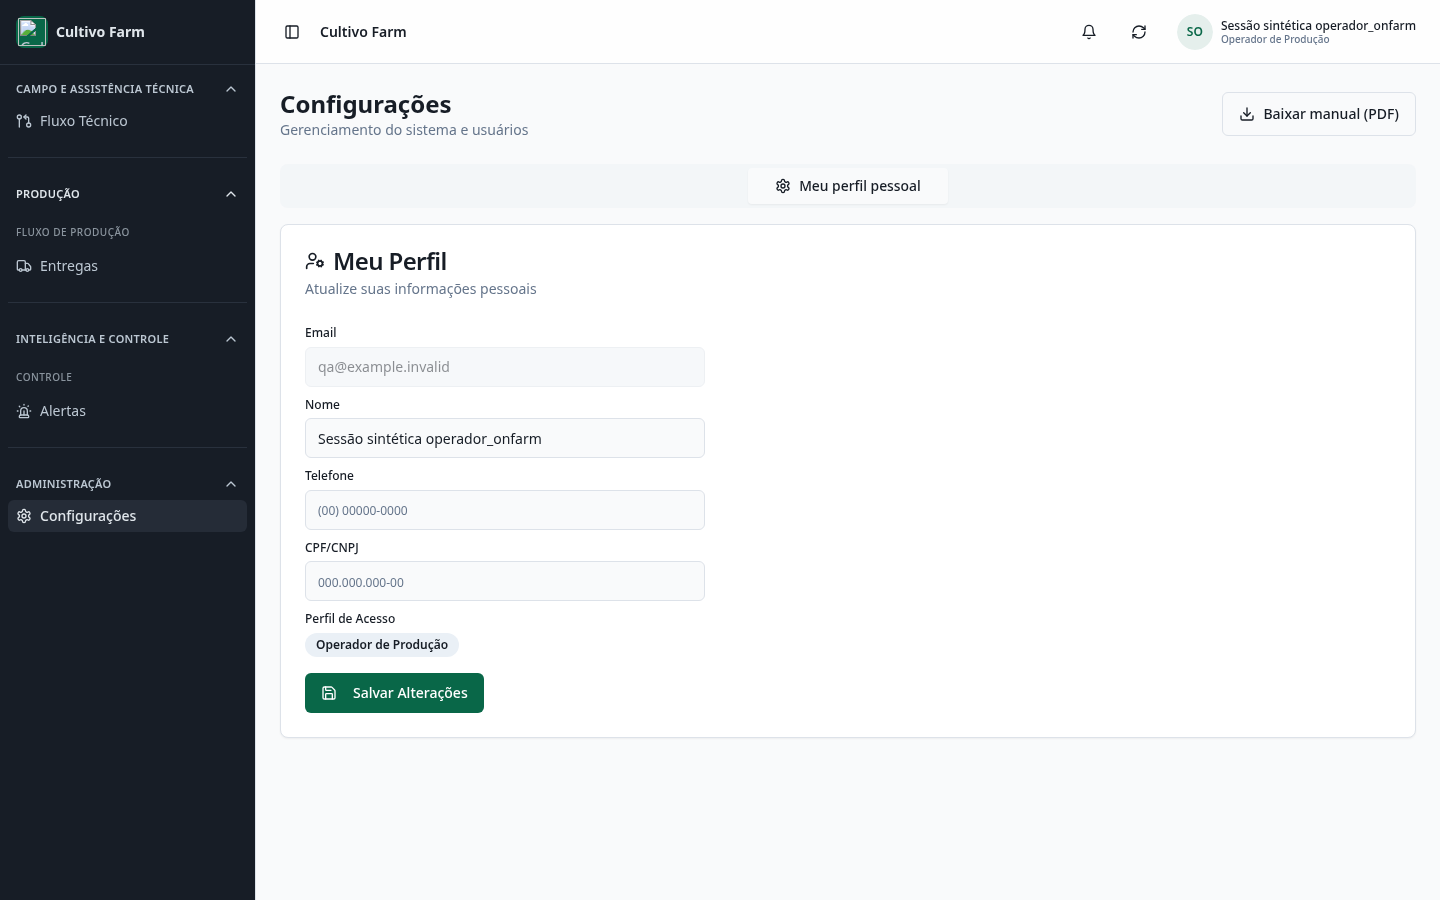 Cultivo Farm
CAMPO E ASSISTÊNCIA TÉCNICA
Fluxo Técnico
PRODUÇÃO
FLUXO DE PRODUÇÃO
Entregas
INTELIGÊNCIA E CONTROLE
CONTROLE
Alertas
ADMINISTRAÇÃO
Configurações
Cultivo Farm
SO
Sessão sintética operador_onfarm
Operador de Produção
Configurações
Gerenciamento do sistema e usuários
Baixar manual (PDF)
Meu perfil pessoal
Meu Perfil
Atualize suas informações pessoais
Email
qa@example.invalid
Nome
Sessão sintética operador_onfarm
Telefone
(00) 00000-0000
CPF/CNPJ
000.000.000-00
Perfil de Acesso
Operador de Produção
Salvar Alterações